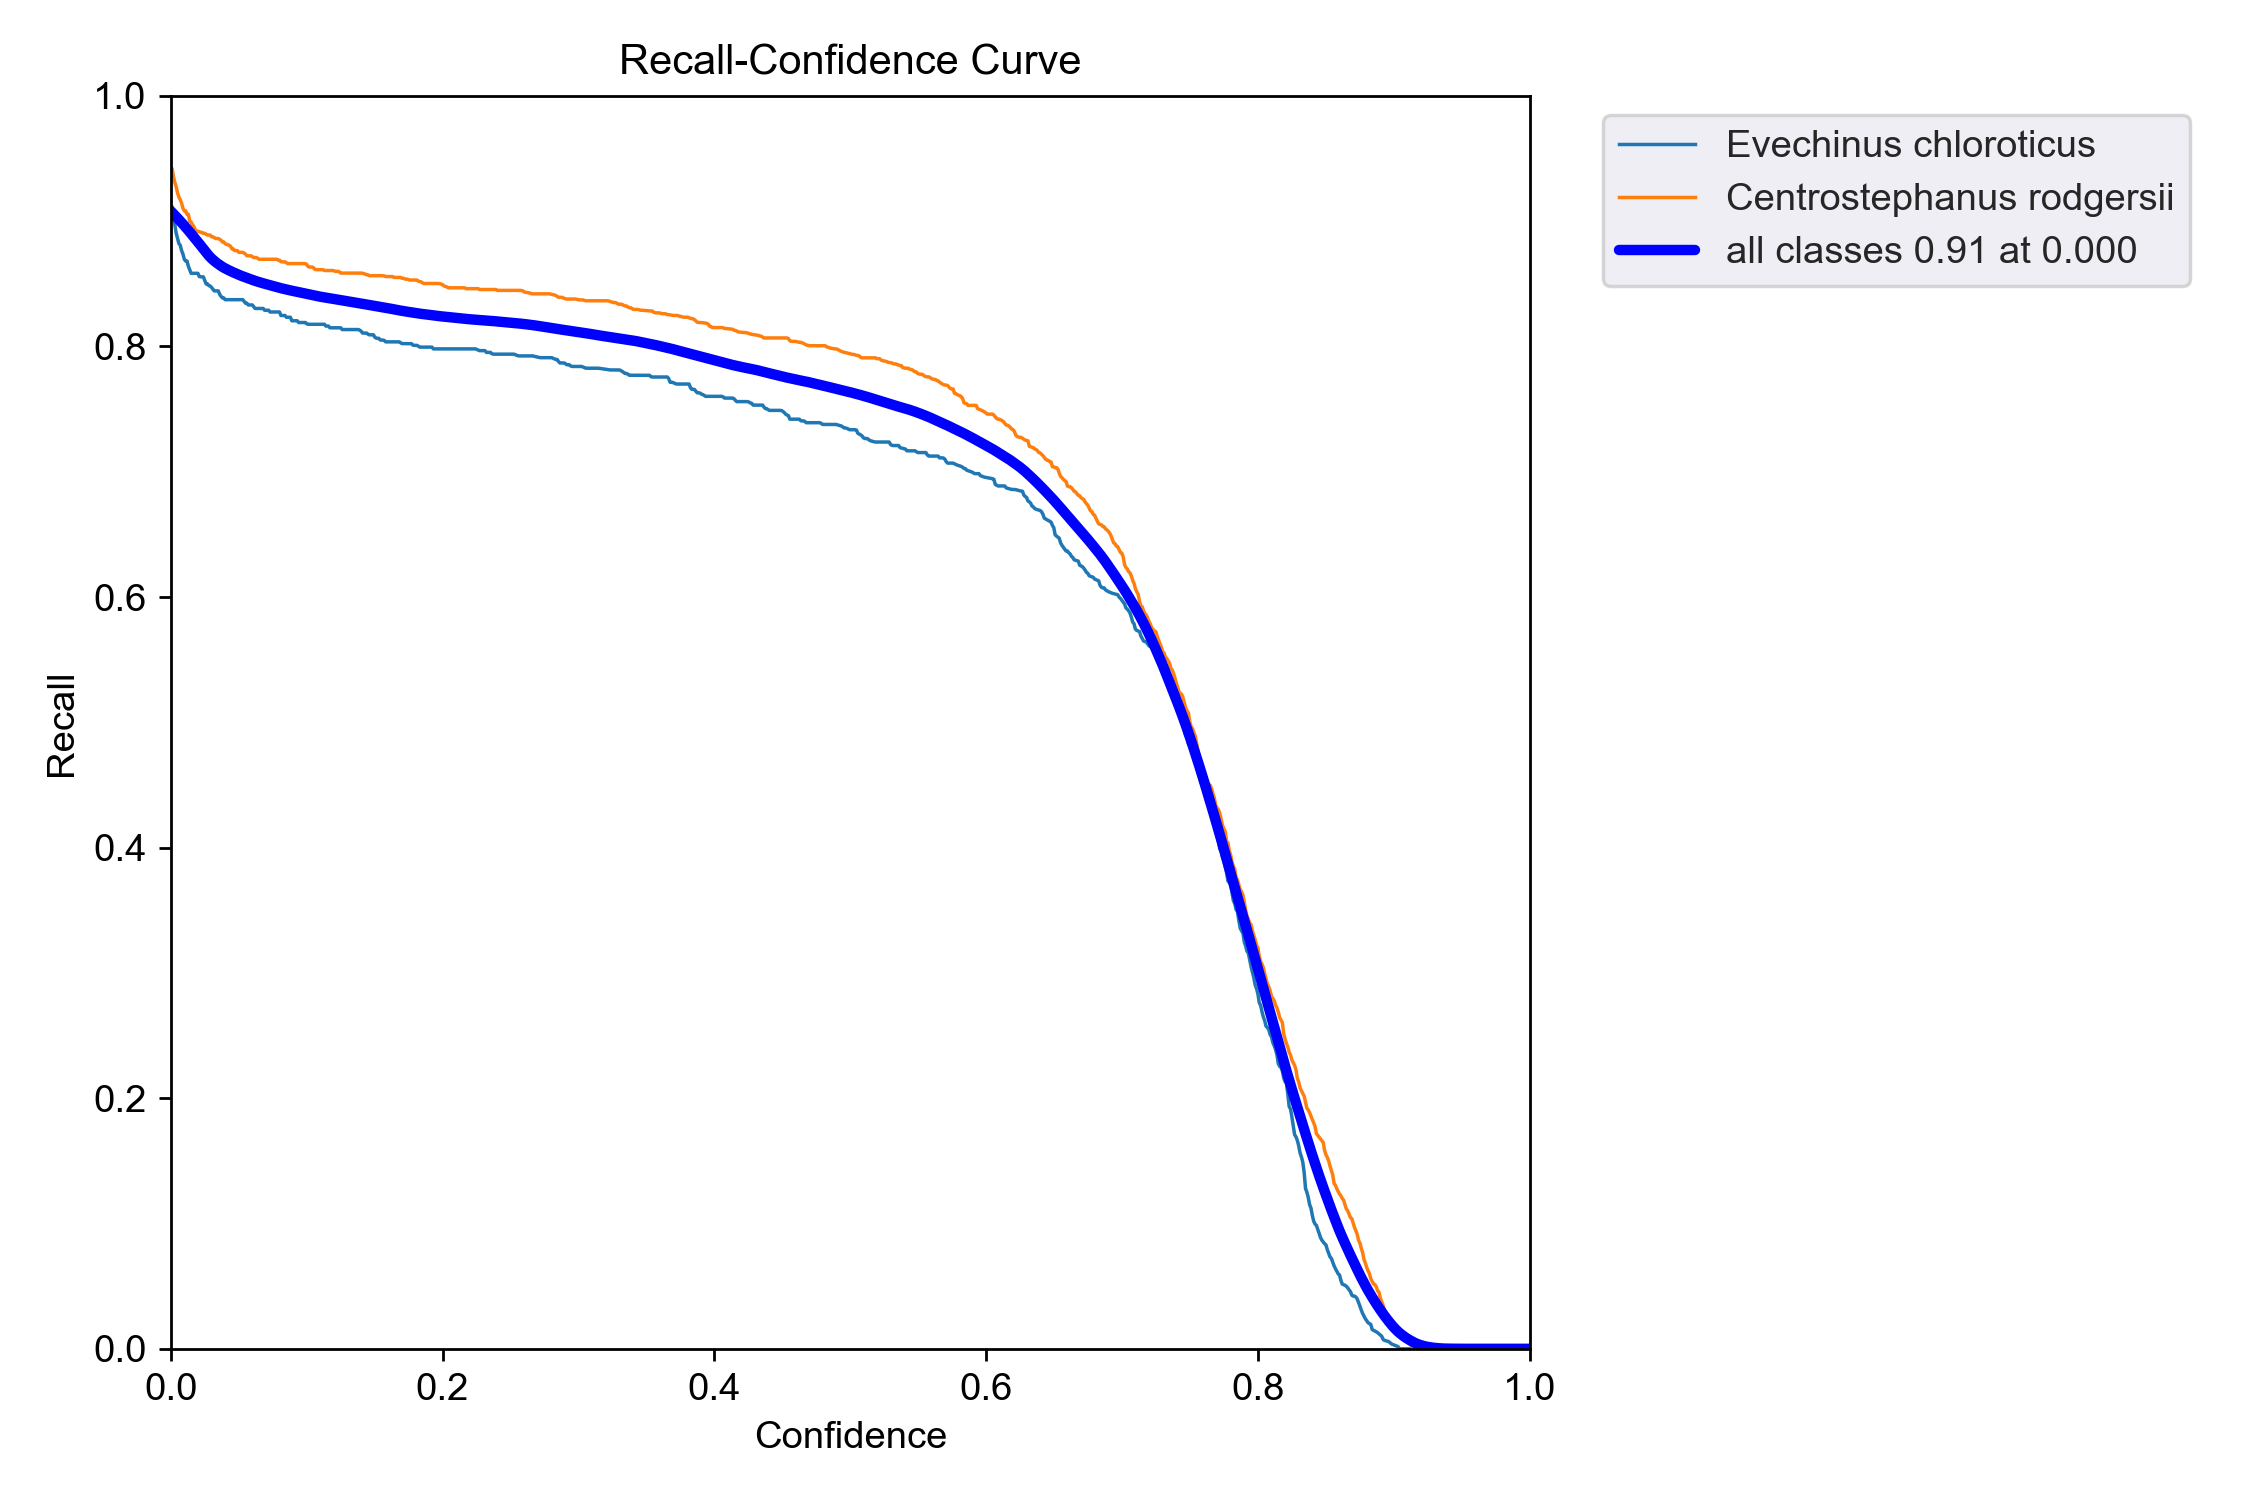 Recall-Confidence Curve
1.0
0.8
0.6
0.4
0.2
0.0
Recall
0.0 0.2 0.4 0.6 0.8 1.0
Confidence
Evechinus chloroticus
Centrostephanus rodgersii
all classes 0.91 at 0.000